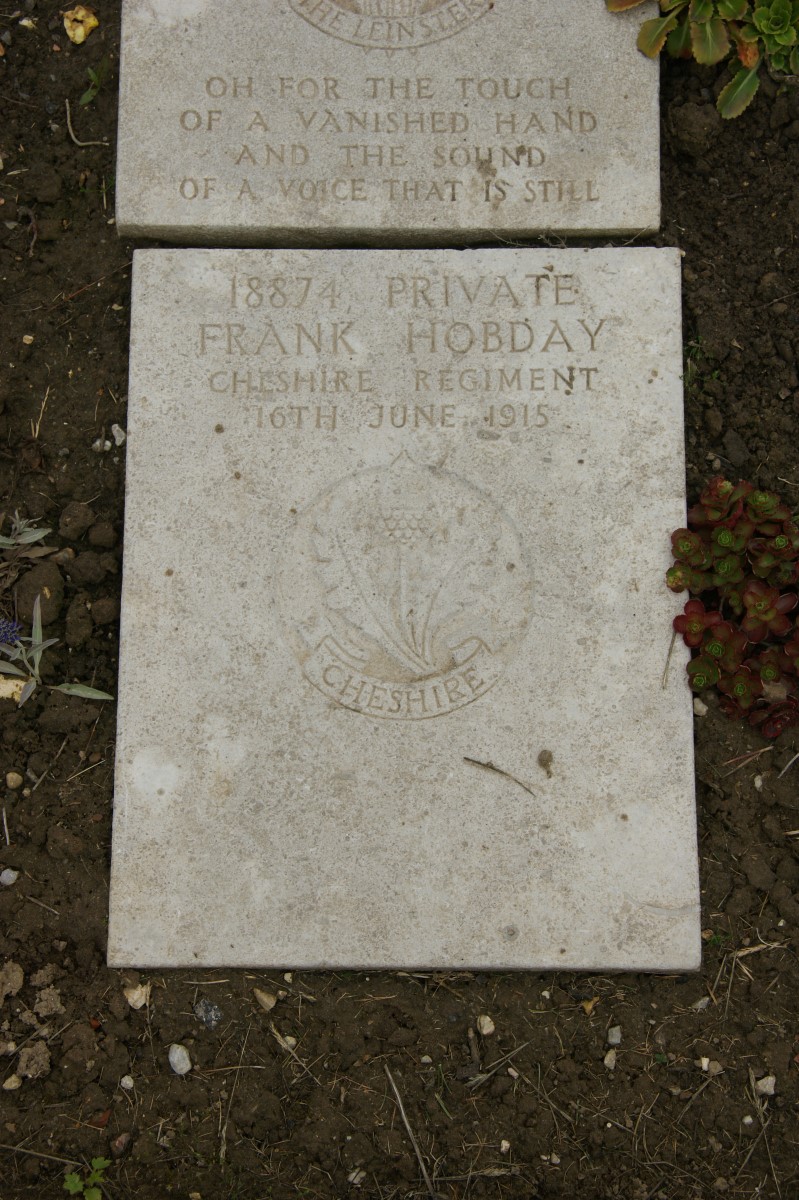 THE LEINSTER
OH FOR THE TOUCH
OF A VANISHED HAND
AND THE SOUND
OF A VOICE THAT IS STILL
18874 PRIVATE
FRANK HOBDAY
CHESHIRE REGIMENT
16TH JUNE 1915
CHESHIRE